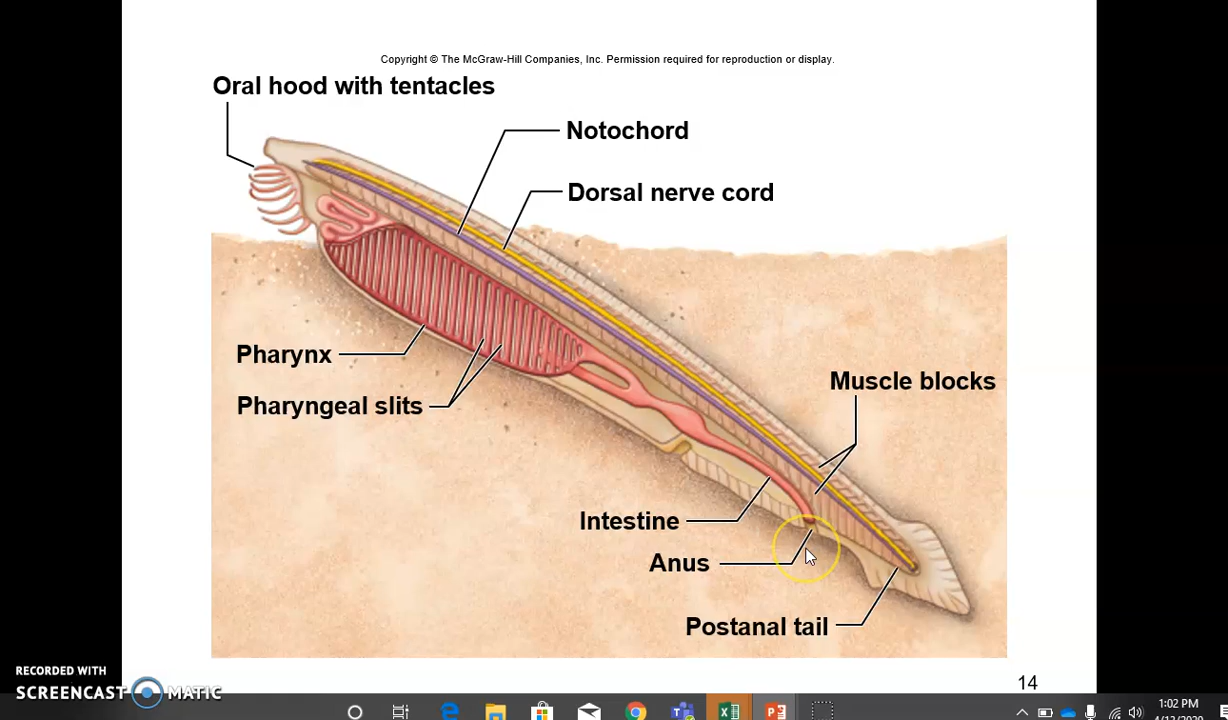 Copyright © The McGraw-Hill Companies, Inc. Permission required for reproduction or display.
Oral hood with tentacles
Notochord
Dorsal nerve cord
Pharynx
Muscle blocks
Pharyngeal slits
Intestine
Anus
Postanal tail
RECORDED WITH
SCREENCAST MATIC
14
1:02 PM